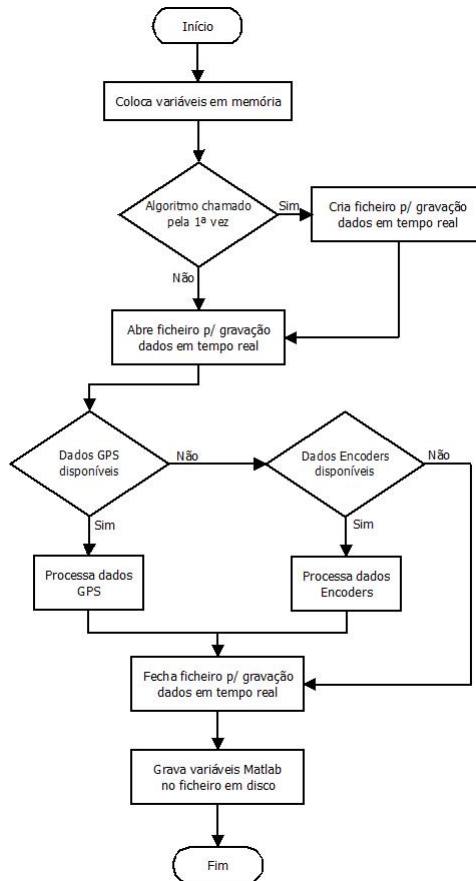 Início
Coloca variáveis em memória
Algoritmo chamado
pela 1ª vez
Sim
Cria ficheiro p/ gravação
dados em tempo real
Não
Abre ficheiro p/ gravação
dados em tempo real
Dados GPS
disponíveis
Não
Dados Encoders
disponíveis
Não
Sim
Sim
Processa dados
GPS
Processa dados
Encoders
Fecha ficheiro p/ gravação
dados em tempo real
Grava variáveis Matlab
no ficheiro em disco
Fim